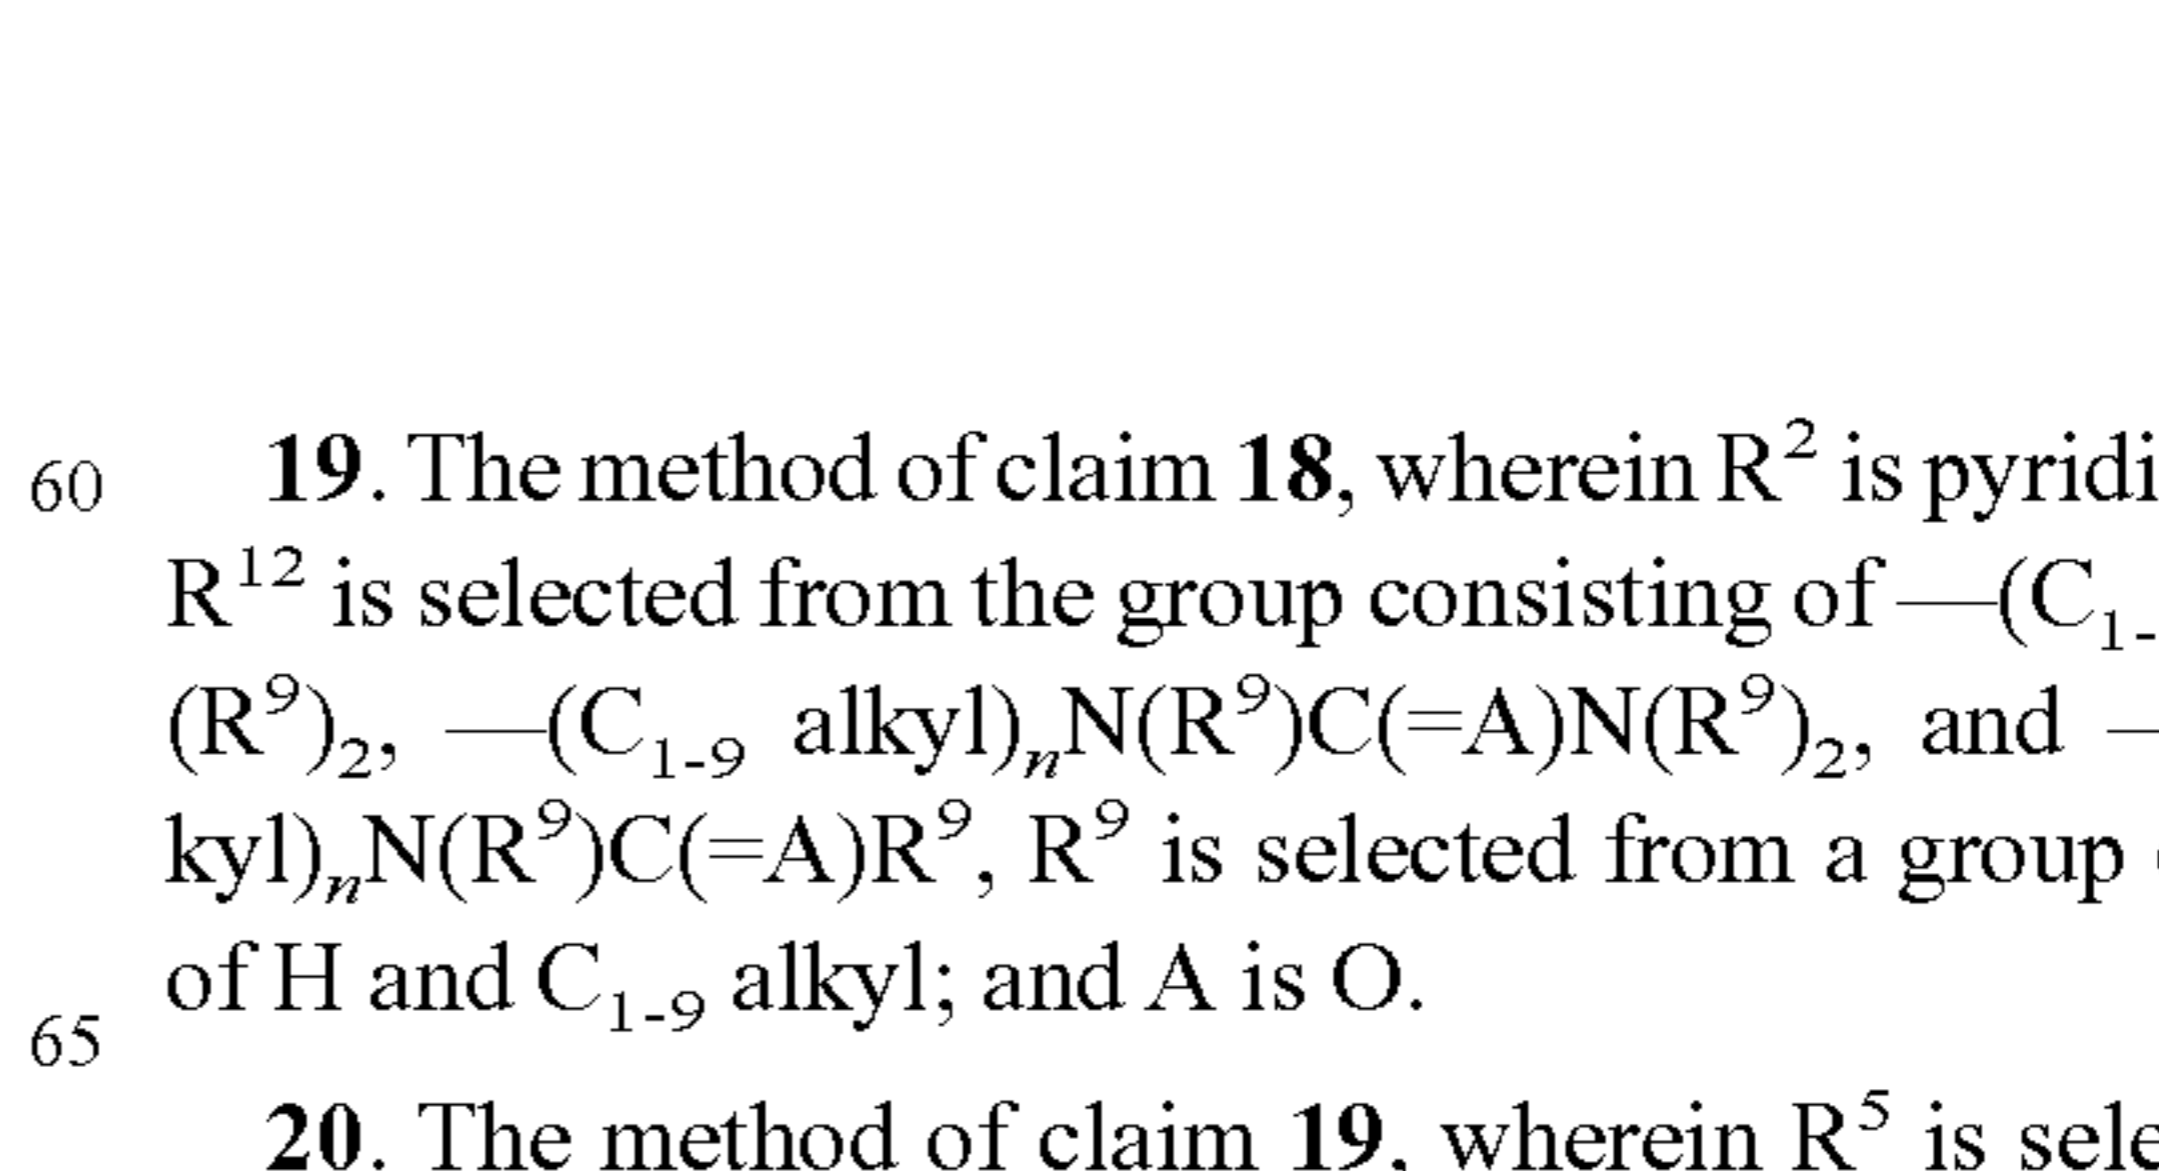 60 19. The method of claim 18, wherein R² is pyridi
R¹² is selected from the group consisting of —(C₁₋
(R⁹)₂, —(C₁₋₉ alkyl)ₙN(R⁹)C(=A)N(R⁹)₂, and —
kyl)ₙN(R⁹)C(=A)R⁹, R⁹ is selected from a group
of H and C₁₋₉ alkyl; and A is O.
65
20. The method of claim 19, wherein R⁵ is sele